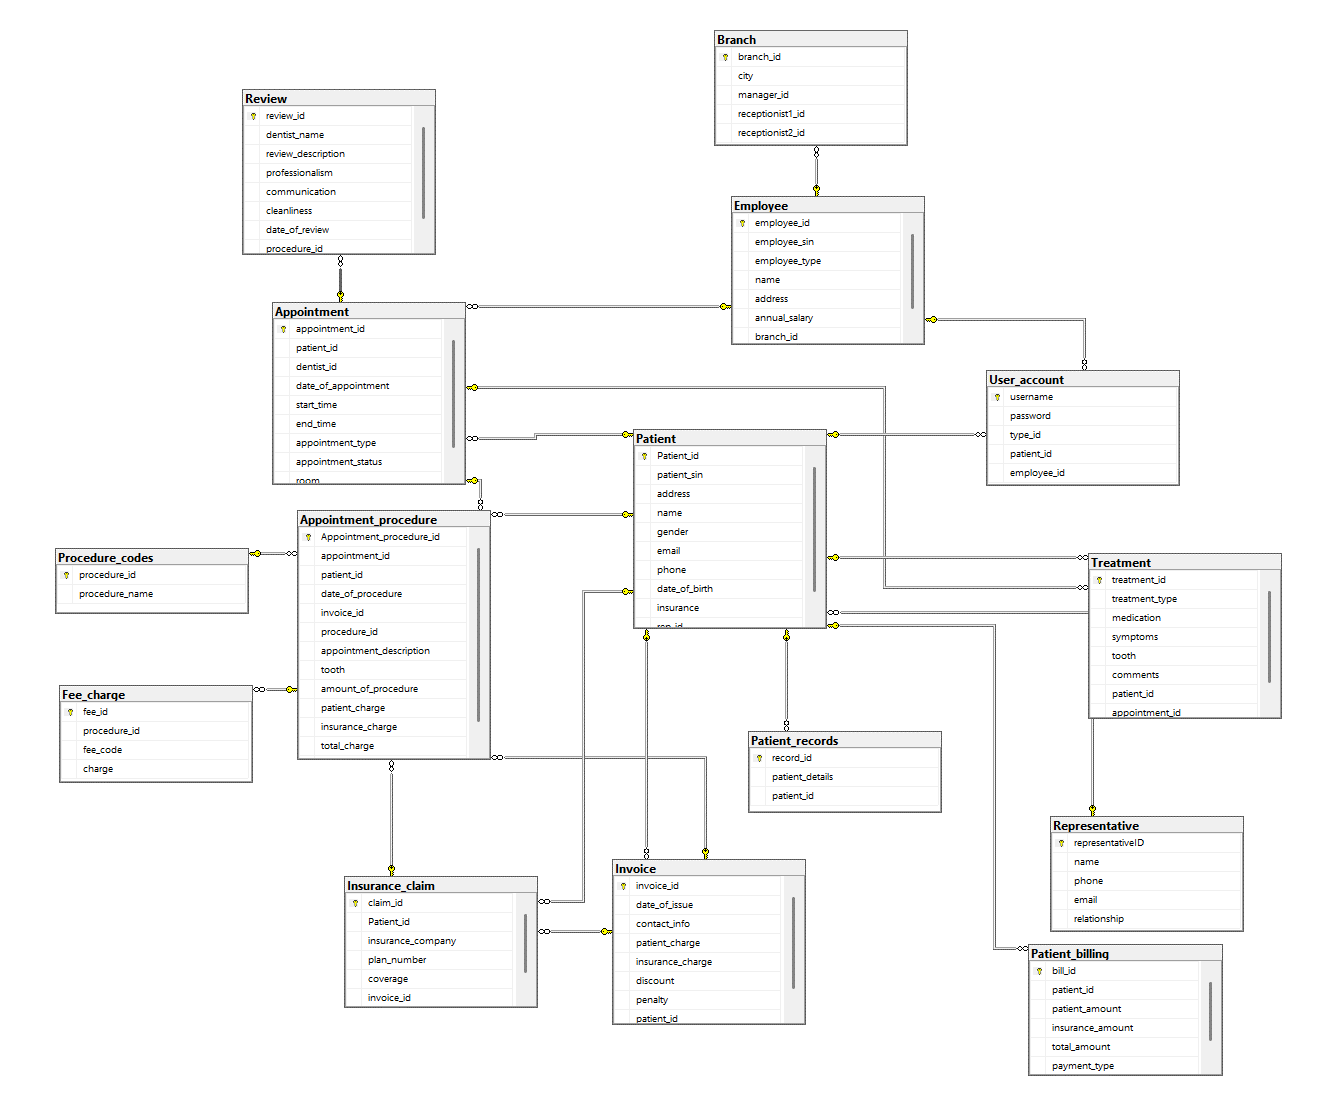 Branch
branch_id
city
manager_id
receptionist1_id
receptionist2_id
Review
review_id
dentist_name
review_description
professionalism
communication
cleanliness
date_of_review
procedure_id
Employee
employee_id
employee_sin
employee_type
name
address
annual_salary
branch_id
Appointment
appointment_id
patient_id
dentist_id
date_of_appointment
start_time
end_time
appointment_type
appointment_status
room
User_account
username
password
type_id
patient_id
employee_id
Patient
Patient_id
patient_sin
address
name
gender
email
phone
date_of_birth
insurance
rep_id
Appointment_procedure
Appointment_procedure_id
appointment_id
patient_id
date_of_procedure
invoice_id
procedure_id
appointment_description
tooth
amount_of_procedure
patient_charge
insurance_charge
total_charge
Procedure_codes
procedure_id
procedure_name
Treatment
treatment_id
treatment_type
medication
symptoms
tooth
comments
patient_id
appointment_id
Fee_charge
fee_id
procedure_id
fee_code
charge
Patient_records
record_id
patient_details
patient_id
Representative
representativeID
name
phone
email
relationship
Invoice
invoice_id
date_of_issue
contact_info
patient_charge
insurance_charge
discount
penalty
patient_id
Insurance_claim
claim_id
Patient_id
insurance_company
plan_number
coverage
invoice_id
Patient_billing
bill_id
patient_id
patient_amount
insurance_amount
total_amount
payment_type